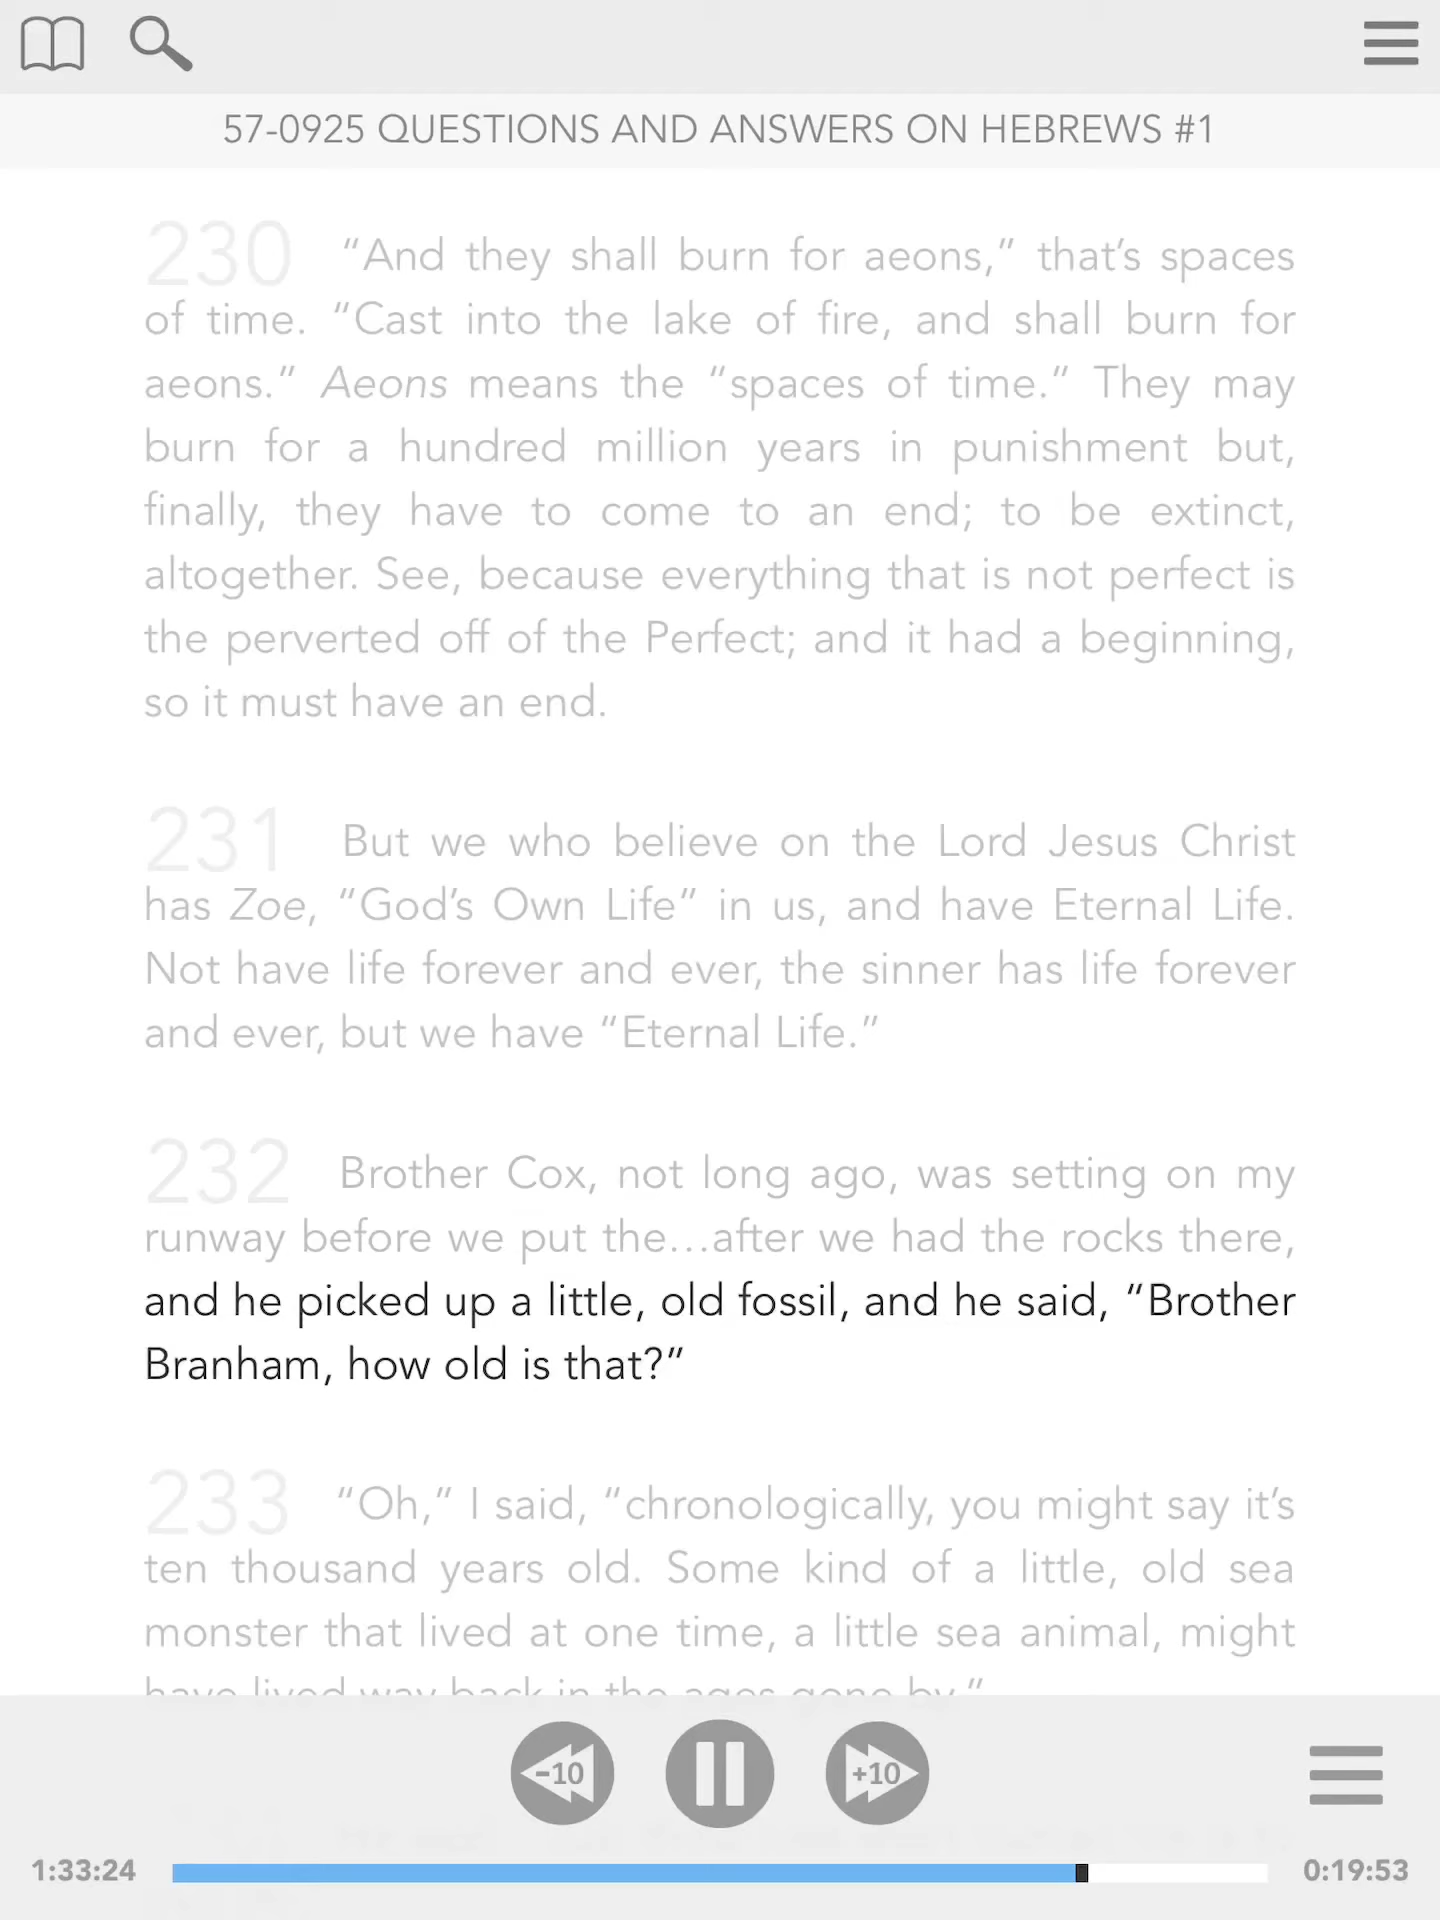 57-0925 QUESTIONS AND ANSWERS ON HEBREWS #1
230 “And they shall burn for aeons,” that’s spaces
of time. “Cast into the lake of fire, and shall burn for
aeons.” Aeons means the “spaces of time.” They may
burn for a hundred million years in punishment but,
finally, they have to come to an end; to be extinct,
altogether. See, because everything that is not perfect is
the perverted off of the Perfect; and it had a beginning,
so it must have an end.
231 But we who believe on the Lord Jesus Christ
has Zoe, “God’s Own Life” in us, and have Eternal Life.
Not have life forever and ever, the sinner has life forever
and ever, but we have “Eternal Life.”
232 Brother Cox, not long ago, was setting on my
runway before we put the…after we had the rocks there,
and he picked up a little, old fossil, and he said, “Brother
Branham, how old is that?”
233 “Oh,” I said, “chronologically, you might say it’s
ten thousand years old. Some kind of a little, old sea
monster that lived at one time, a little sea animal, might
have lived way back in the ages gone by.”
-10 +10
1:33:24 0:19:53